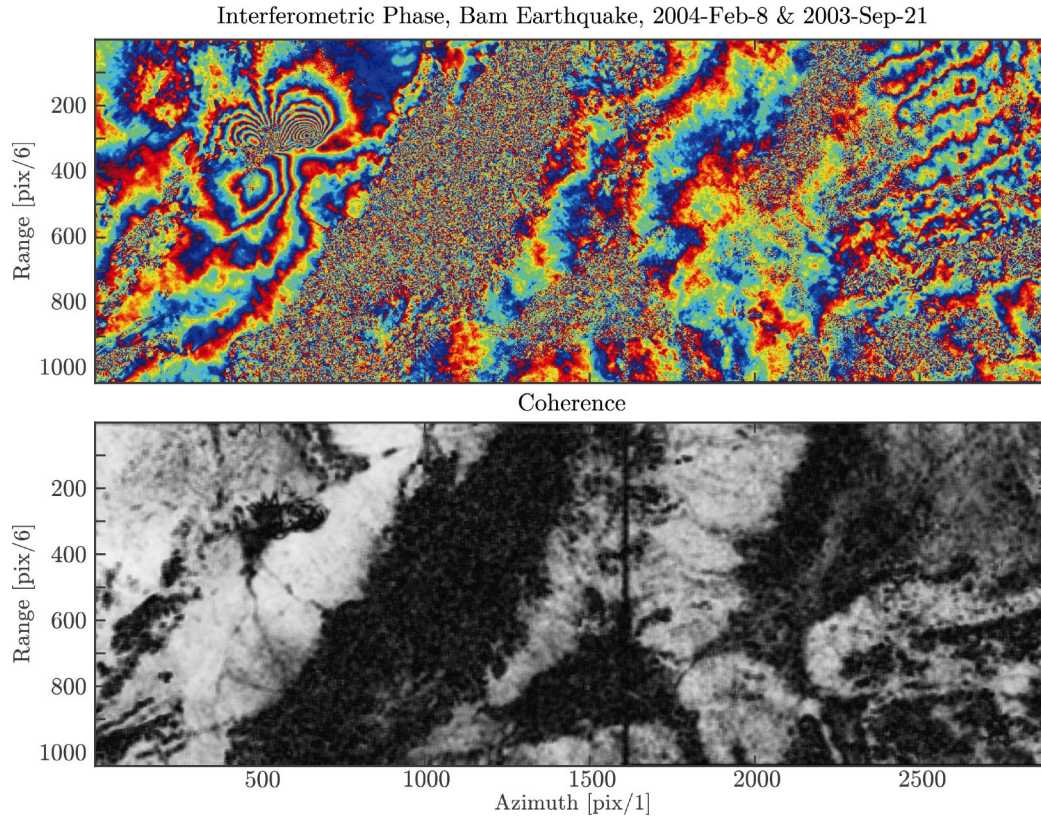 Interferometric Phase, Bam Earthquake, 2004-Feb-8 & 2003-Sep-21
200
400
600
800
1000
Range [pix/6]
Coherence
200
400
600
800
1000
Range [pix/6]
500 1000 1500 2000 2500
Azimuth [pix/1]